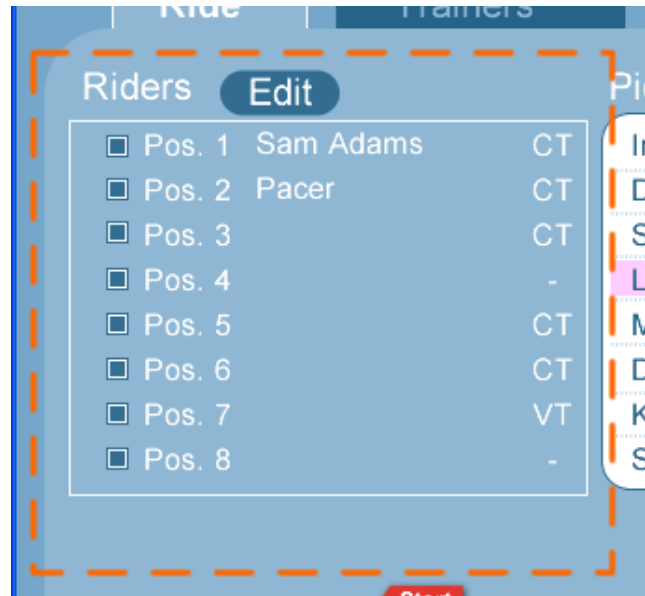 Ride Trainers
Riders Edit
Pos. 1 Sam Adams CT
Pos. 2 Pacer CT
Pos. 3 CT
Pos. 4 -
Pos. 5 CT
Pos. 6 CT
Pos. 7 VT
Pos. 8 -
Start